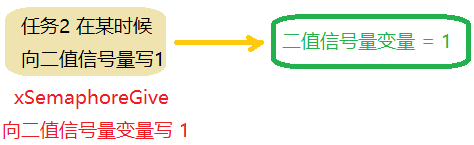 任务2 在某时候
向二值信号量写1
二值信号量变量 = 1
xSemaphoreGive
向二值信号量变量写 1